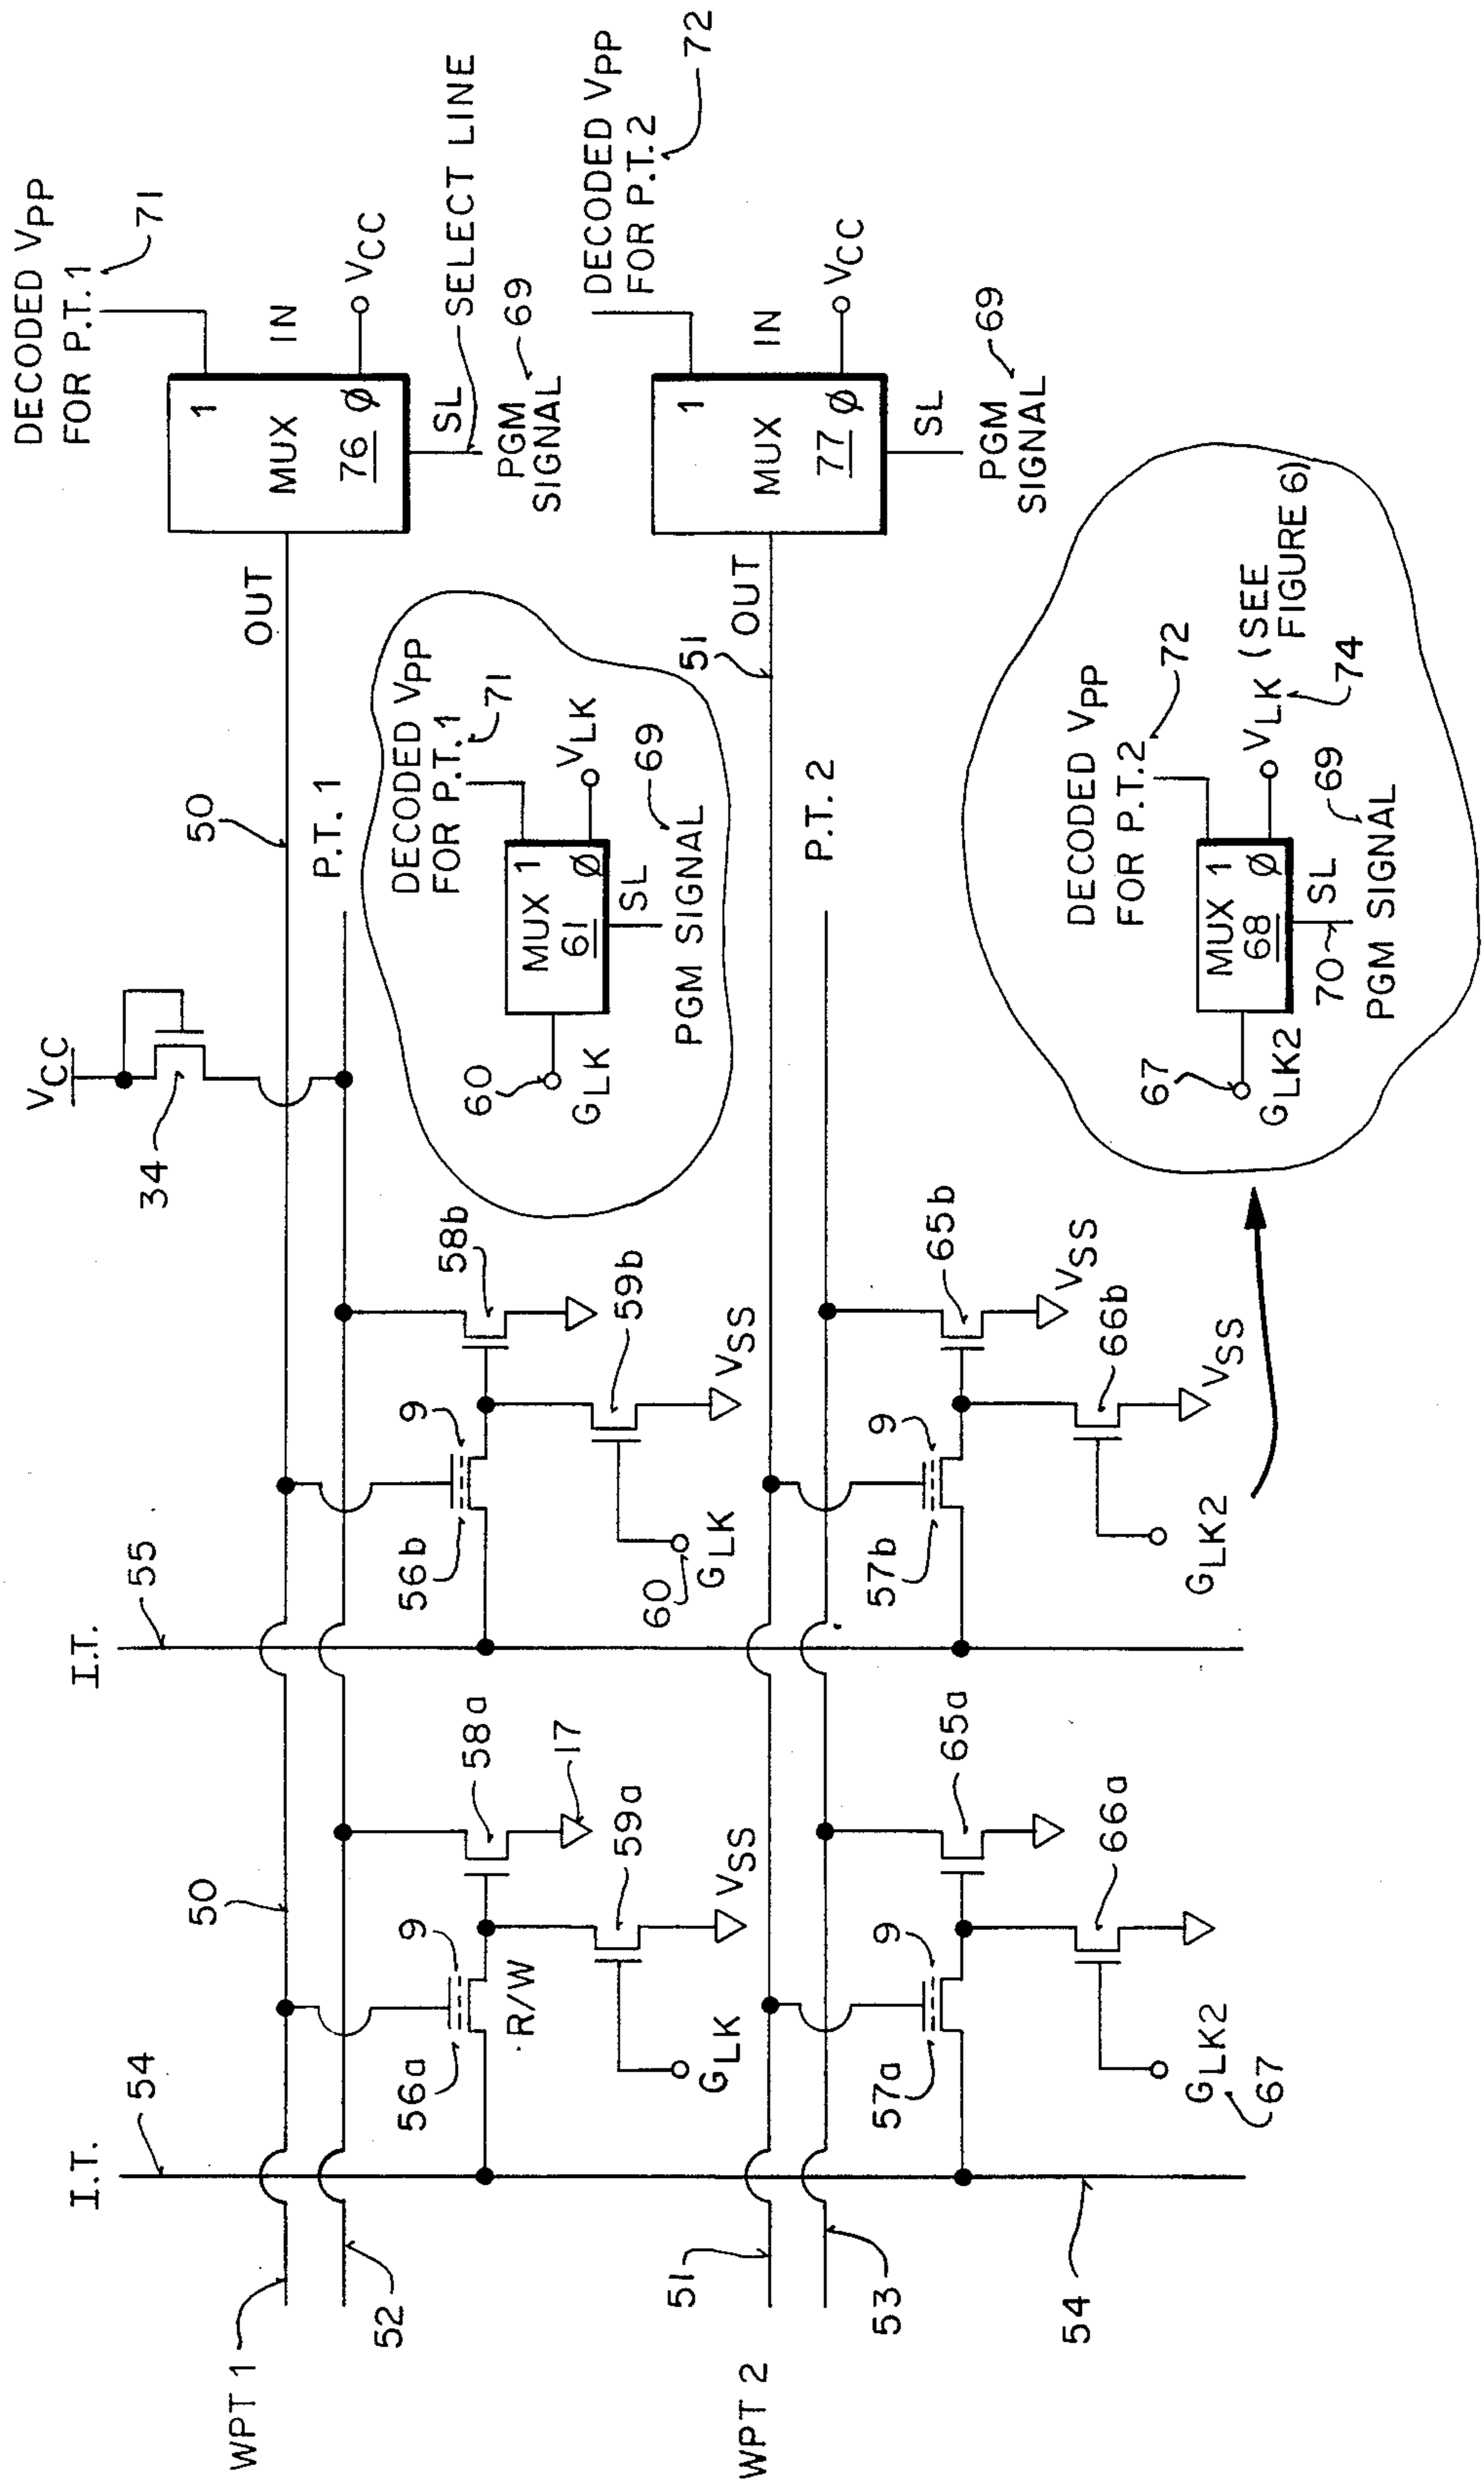 DECODED VPP
FOR P.T. 1
71
IN
1
MUX
76
Ø
VCC
SL
SELECT LINE
PGM
SIGNAL
69
OUT
50
P.T. 1
VCC
34
DECODED VPP
FOR P.T. 1
71
MUX 1
61
Ø
VLK
SL
69
PGM SIGNAL
60
GLK
DECODED VPP
FOR P.T. 2
72
IN
1
MUX
77
Ø
VCC
SL
PGM
SIGNAL
69
OUT
51
P.T. 2
DECODED VPP
FOR P.T.2
72
MUX 1
68
Ø
VLK (SEE
FIGURE 6)
74
SL
70
69
PGM SIGNAL
67
GLK2
I.T.
55
56b
9
58b
59b
VSS
60
GLK
57b
9
65b
VSS
66b
VSS
GLK2
I.T.
54
50
56a
9
R/W
58a
17
59a
VSS
GLK
57a
9
65a
66a
GLK2
67
WPT 1
52
WPT 2
51
53
54